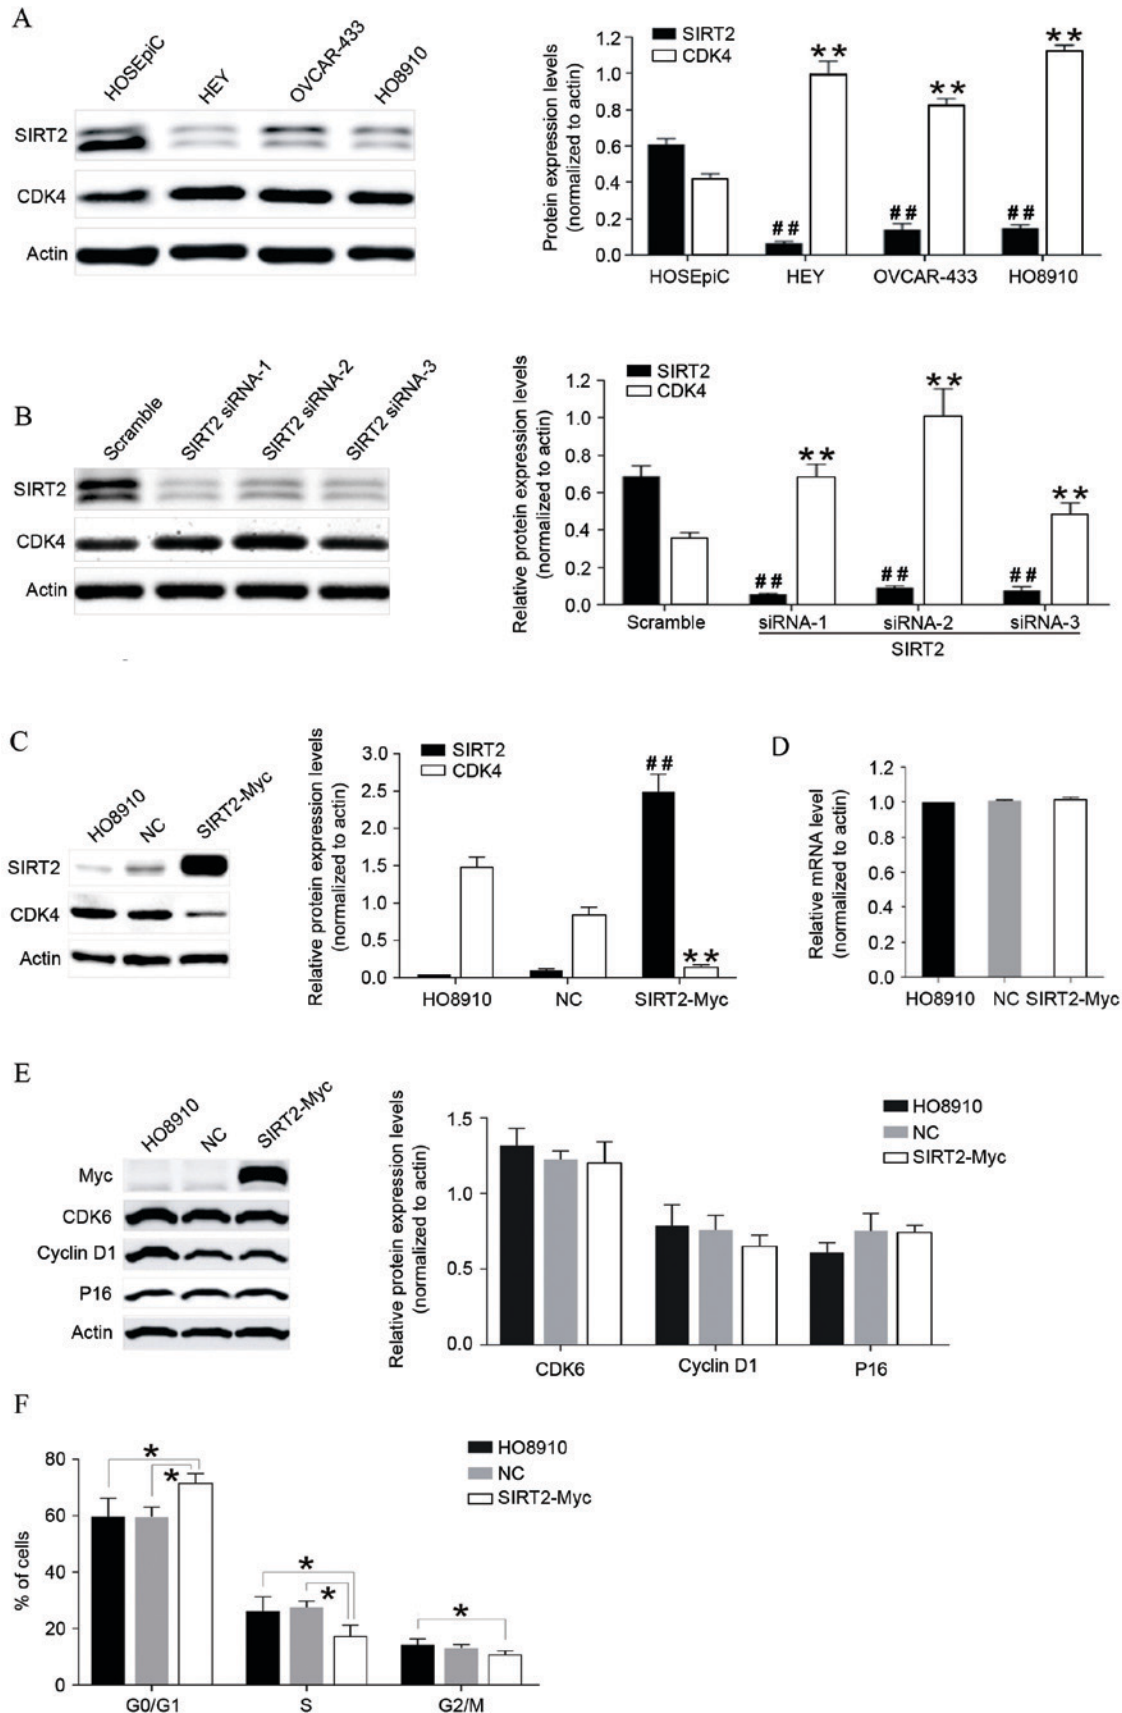 A
HOSEpiC
HEY
OVCAR-433
HO8910
SIRT2
CDK4
Actin
Protein expression levels
(normalized to actin)
SIRT2
CDK4
1.2
1.0
0.8
0.6
0.4
0.2
0.0
##
**
##
**
##
**
HOSEpiC
HEY
OVCAR-433
HO8910
B
Scramble
SIRT2 siRNA-1
SIRT2 siRNA-2
SIRT2 siRNA-3
SIRT2
CDK4
Actin
Relative protein expression levels
(normalized to actin)
SIRT2
CDK4
1.2
1.0
0.8
0.6
0.4
0.2
0.0
##
**
##
**
##
**
Scramble
siRNA-1
siRNA-2
siRNA-3
SIRT2
C
HO8910
NC
SIRT2-Myc
SIRT2
CDK4
Actin
Relative protein expression levels
(normalized to actin)
SIRT2
CDK4
3.0
2.5
2.0
1.5
1.0
0.5
0.0
##
**
HO8910
NC
SIRT2-Myc
D
Relative mRNA level
(normalized to actin)
1.2
1.0
0.8
0.6
0.4
0.2
0.0
HO8910
NC
SIRT2-Myc
E
HO8910
NC
SIRT2-Myc
Myc
CDK6
Cyclin D1
P16
Actin
Relative protein expression levels
(normalized to actin)
1.5
1.0
0.5
0.0
CDK6
Cyclin D1
P16
HO8910
NC
SIRT2-Myc
F
% of cells
80
60
40
20
0
*
*
*
*
*
G0/G1
S
G2/M
HO8910
NC
SIRT2-Myc